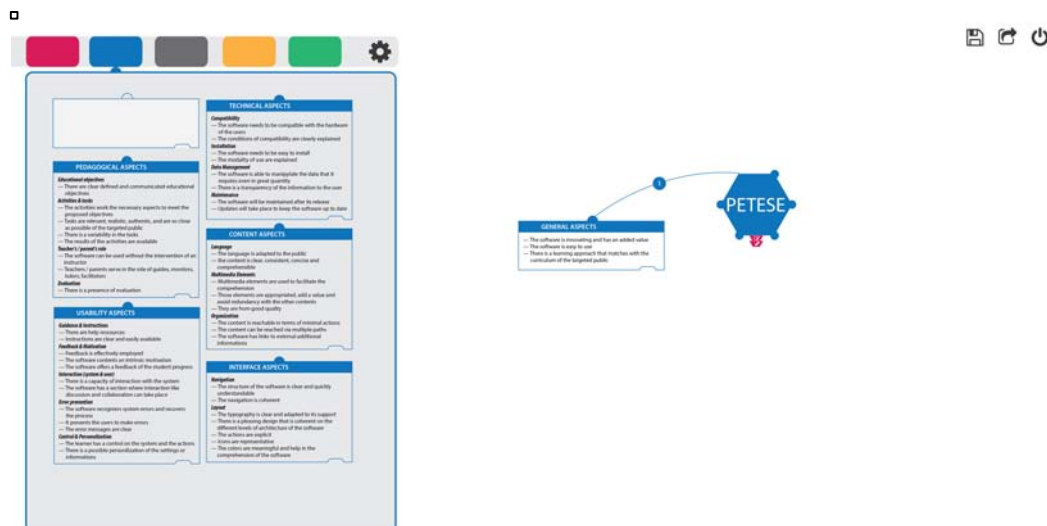 PEDAGOGICAL ASPECTS
Educational objectives
— There are clear defined and communicated educational
objectives
Activities & tasks
— The activities work the necessary aspects to meet the
proposed objectives
— Tasks are relevant, realistic, authentic, and are so close
as possible of the targeted public
— There is a variability in the tasks
— The results of the activities are available
Teacher's / parent's role
— The software can be used without the intervention of an
instructor
— Teachers / parents serve in the role of guides, monitors,
tutors, facilitators
Evaluation
— There is a presence of evaluation
USABILITY ASPECTS
Guidance & Instructions
— There are help ressources
— Instructions are clear and easily available
Feedback & Motivation
— Feedback is effectively employed
— The software contents an intrinsic motivation
— The software offers a feedback of the student progress
Interaction (system & user)
— There is a capacity of interaction with the system
— The software has a section where interaction like
discussion and collaboration can take place
Error prevention
— The software recognizes system errors and recovers
the process
— It prevents the users to make errors
— The error messages are clear
Control & Personalization
— The learner has a control on the system and the actions
— There is a possible personalization of the settings or
informations
TECHNICAL ASPECTS
Compatibility
— The software needs to be compatible with the hardware
of the users
— The conditions of compatibility are clearly explained
Installation
— The software needs to be easy to install
— The modality of use are explained
Data Management
— The software is able to manipulate the data that it
requires even in great quantity
— There is a transparency of the information to the user
Maintenance
— The software will be maintained after its release
— Updates will take place to keep the software up to date
CONTENT ASPECTS
Language
— The language is adapted to the public
— the content is clear, consistent, concise and
comprehensible
Multimedia Elements
— Multimedia elements are used to facilitate the
comprehension
— Those elements are appropriated, add a value and
avoid redundancy with the other contents
— They are from good quality
Organization
— The content is reachable in terms of minimal actions
— The content can be reached via multiple paths
— The software has links to external additional
informations
INTERFACE ASPECTS
Navigation
— The structure of the software is clear and quickly
understandable
— The navigation is coherent
Layout
— The typography is clear and adapted to its support
— There is a pleasing design that is coherent on the
different levels of architecture of the software
— The actions are explicit
— Icons are representative
— The colors are meaningful and help in the
comprehension of the software
1
PETESE
GENERAL ASPECTS
— The software is innovating and has an added value
— The software is easy to use
— There is a learning approach that matches with the
curriculum of the targeted public